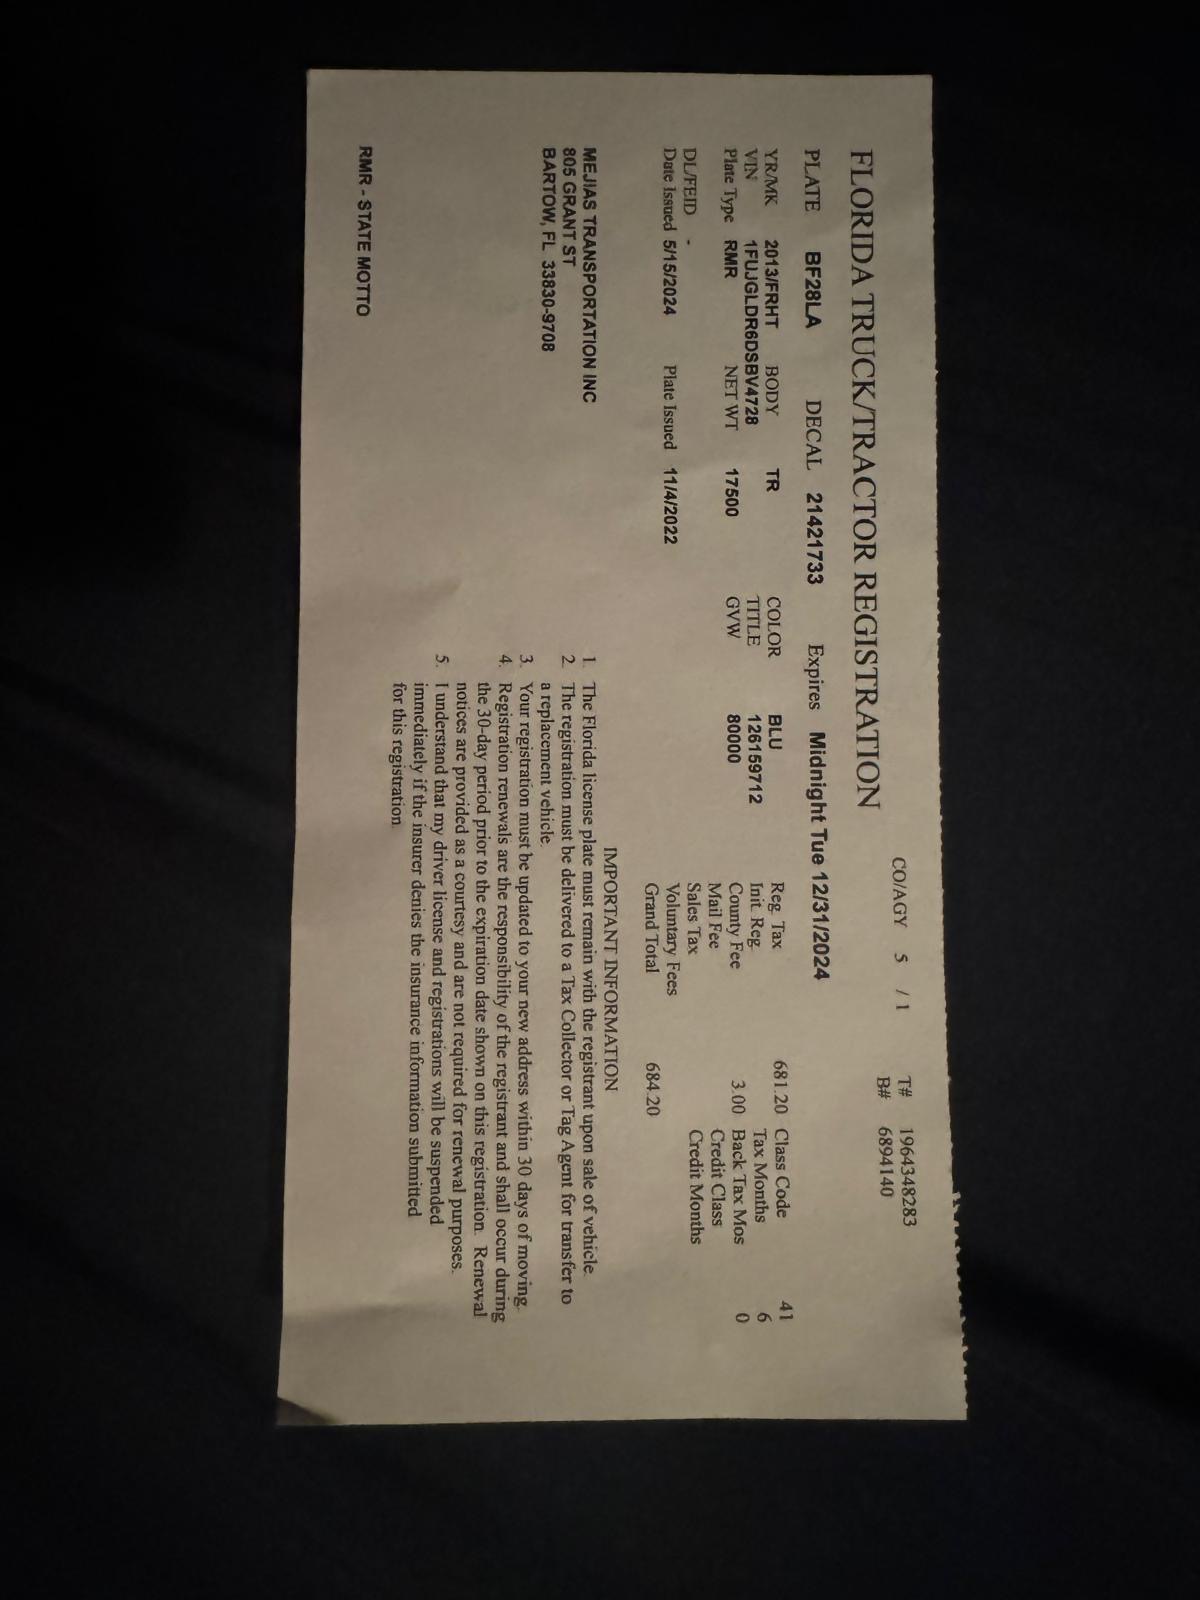 CO/AGY 5 / 1 T# 1964348283
B# 6894140
FLORIDA TRUCK/TRACTOR REGISTRATION
PLATE BF28LA DECAL 21421733 Expires Midnight Tue 12/31/2024
YR/MK 2013/FRHT BODY TR COLOR BLU Reg. Tax 681.20 Class Code 41
VIN 1FUJGLDR6DSBV4728 TITLE 126159712 Init. Reg. Tax Months 6
Plate Type RMR NET WT 17500 GVW 80000 County Fee 3.00 Back Tax Mos 0
Mail Fee Credit Class
DL/FEID - Sales Tax Credit Months
Date Issued 5/15/2024 Plate Issued 11/4/2022 Voluntary Fees
Grand Total 684.20
IMPORTANT INFORMATION
MEJIAS TRANSPORTATION INC
805 GRANT ST
BARTOW, FL 33830-9708
1. The Florida license plate must remain with the registrant upon sale of vehicle.
2. The registration must be delivered to a Tax Collector or Tag Agent for transfer to
a replacement vehicle.
3. Your registration must be updated to your new address within 30 days of moving.
4. Registration renewals are the responsibility of the registrant and shall occur during
the 30-day period prior to the expiration date shown on this registration. Renewal
notices are provided as a courtesy and are not required for renewal purposes.
5. I understand that my driver license and registrations will be suspended
immediately if the insurer denies the insurance information submitted
for this registration.
RMR - STATE MOTTO